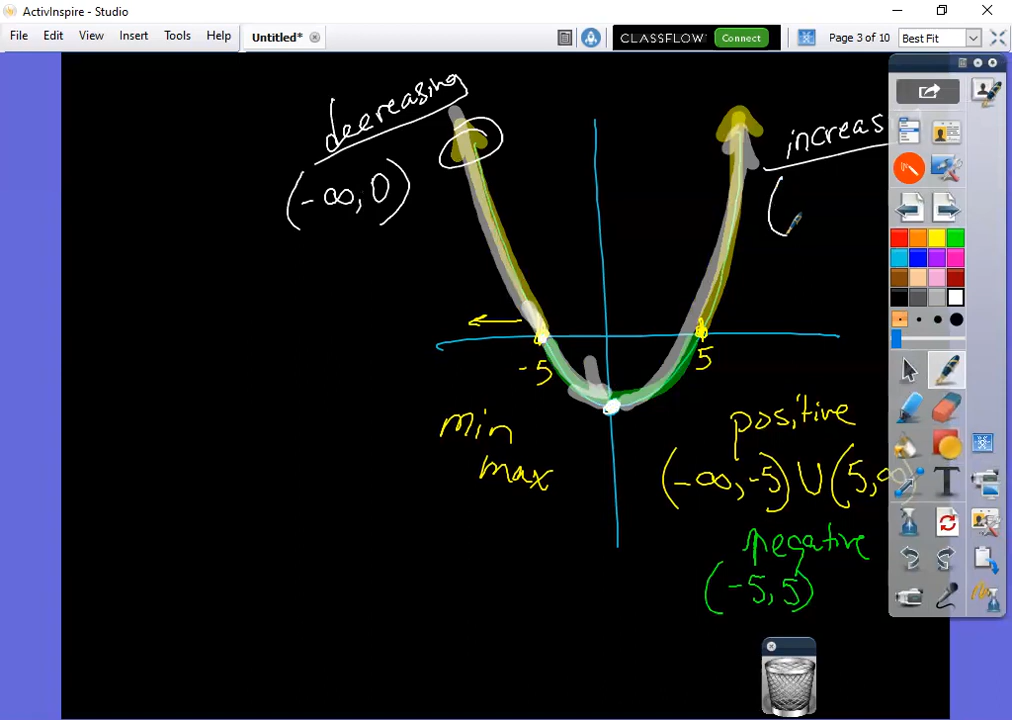 ActivInspire - Studio
File Edit View Insert Tools Help
Untitled*
CLASSFLOW Connect
Page 3 of 10
Best Fit
decreasing
(-∞, 0)
increas
(
-5
5
min
max
positive
(-∞, -5) U (5, ∞)
negative
(-5, 5)
T